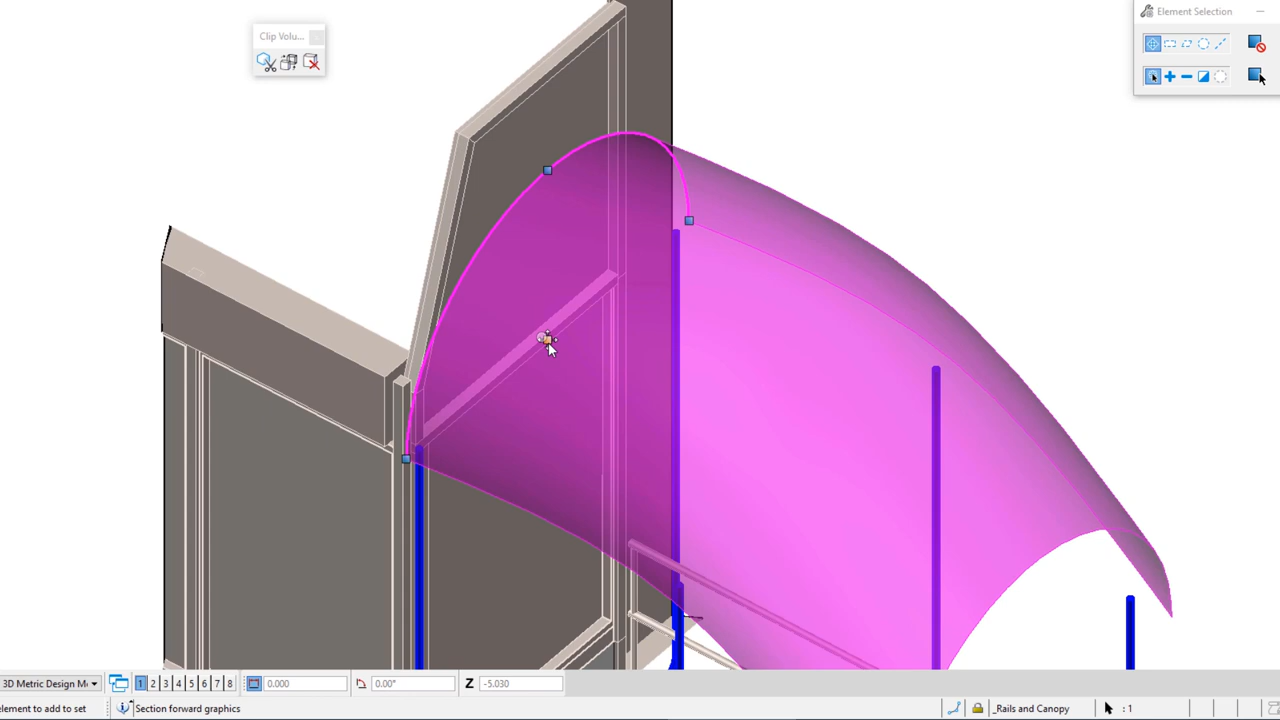 Clip Volu...
Element Selection
3D Metric Design M
1 2 3 4 5 6 7 8
0.000
0.00°
Z
-5.030
element to add to set
Section forward graphics
_Rails and Canopy
: 1